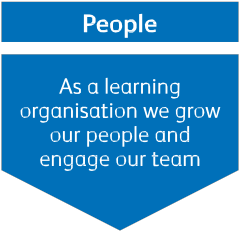 People
As a learning
organisation we grow
our people and
engage our team